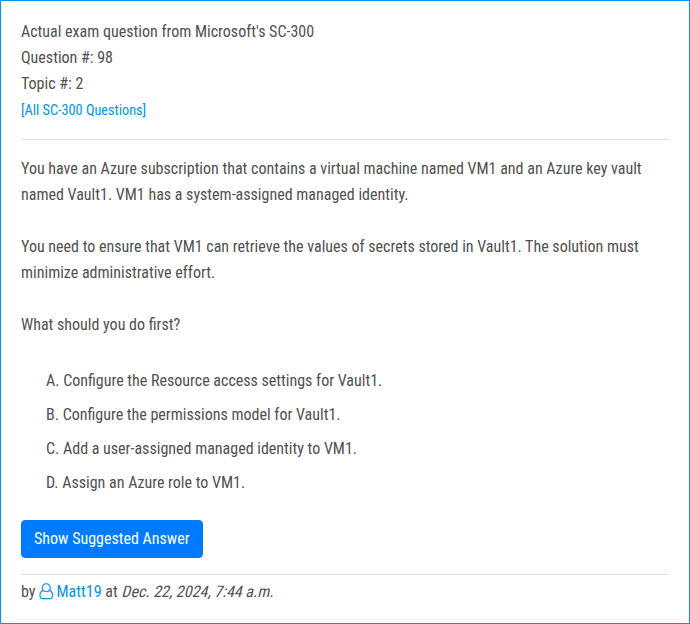 Actual exam question from Microsoft's SC-300
Question #: 98
Topic #: 2
[All SC-300 Questions]
You have an Azure subscription that contains a virtual machine named VM1 and an Azure key vault
named Vault1. VM1 has a system-assigned managed identity.
You need to ensure that VM1 can retrieve the values of secrets stored in Vault1. The solution must
minimize administrative effort.
What should you do first?
A. Configure the Resource access settings for Vault1.
B. Configure the permissions model for Vault1.
C. Add a user-assigned managed identity to VM1.
D. Assign an Azure role to VM1.
Show Suggested Answer
by Matt19 at Dec. 22, 2024, 7:44 a.m.